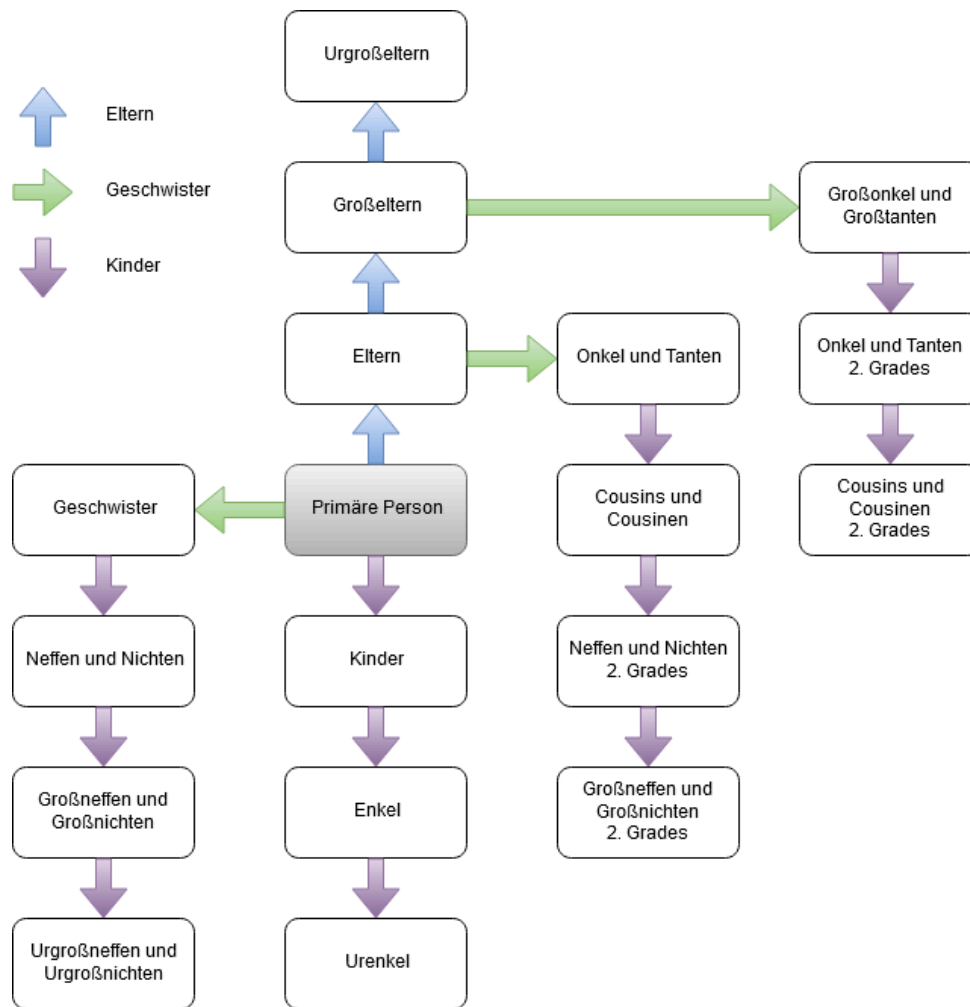 Urgroßeltern
Eltern
Geschwister
Kinder
Großeltern
Großonkel und
Großtanten
Eltern
Onkel und Tanten
Onkel und Tanten
2. Grades
Geschwister
Primäre Person
Cousins und
Cousinen
Cousins und
Cousinen
2. Grades
Neffen und Nichten
Kinder
Neffen und Nichten
2. Grades
Großneffen und
Großnichten
Enkel
Großneffen und
Großnichten
2. Grades
Urgroßneffen und
Urgroßnichten
Urenkel